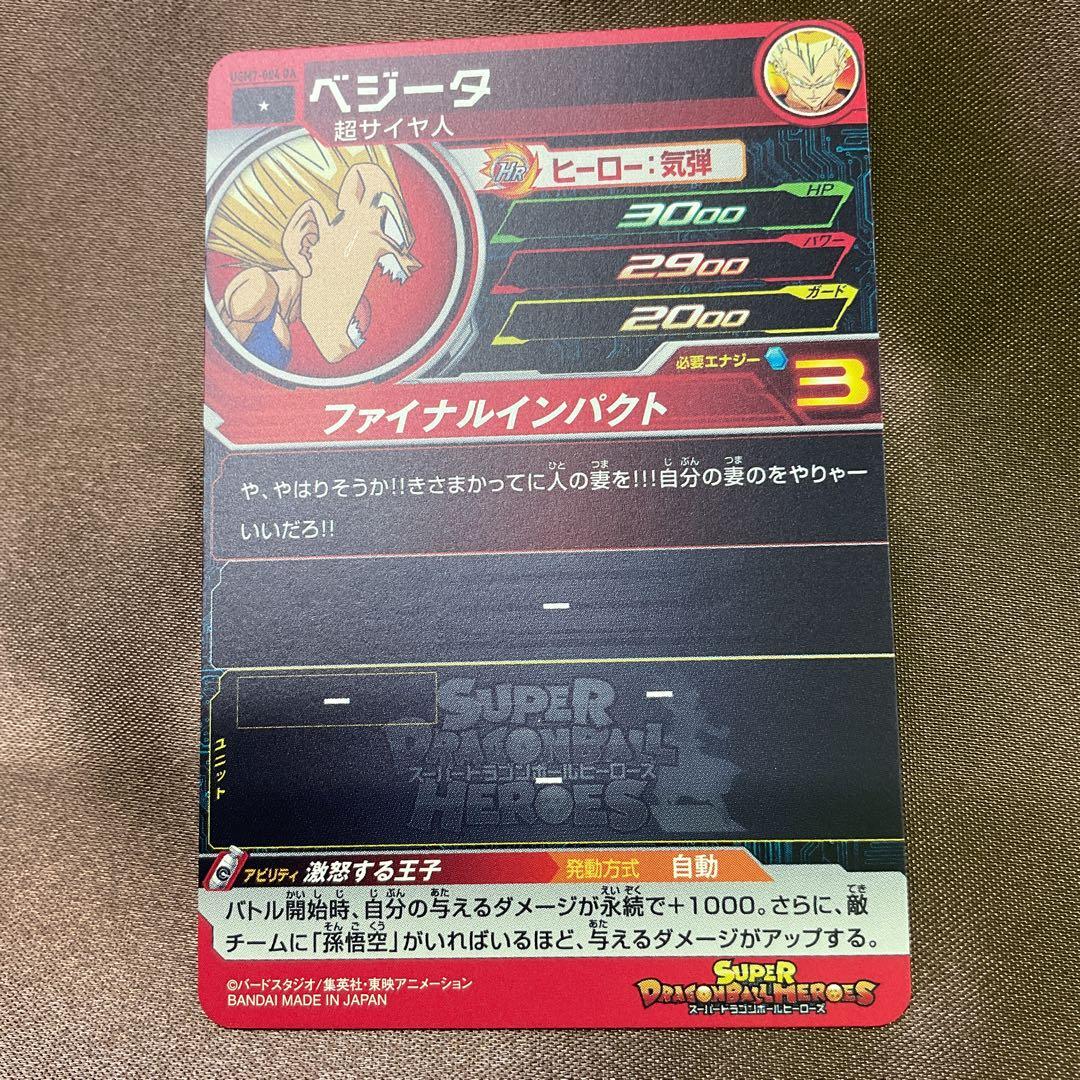 UGM7-004 DA
ベジータ
超サイヤ人
HR ヒーロー：気弾
HP
3000
パワー
2900
ガード
2000
必要エナジー 3
ファイナルインパクト
や、やはりそうか!!きさまかってに人の妻を!!!自分の妻のをやりゃー
いいだろ!!
ー
ー ー
SUPER
DRAGONBALL
スーパードラゴンボールヒーローズ
ー
HEROES
ユニット
アビリティ 激怒する王子 発動方式 自動
バトル開始時、自分の与えるダメージが永続で+1000。さらに、敵
チームに「孫悟空」がいればいるほど、与えるダメージがアップする。
©バードスタジオ/集英社・東映アニメーション
BANDAI MADE IN JAPAN
SUPER
DRAGONBALL HEROES
スーパードラゴンボールヒーローズ